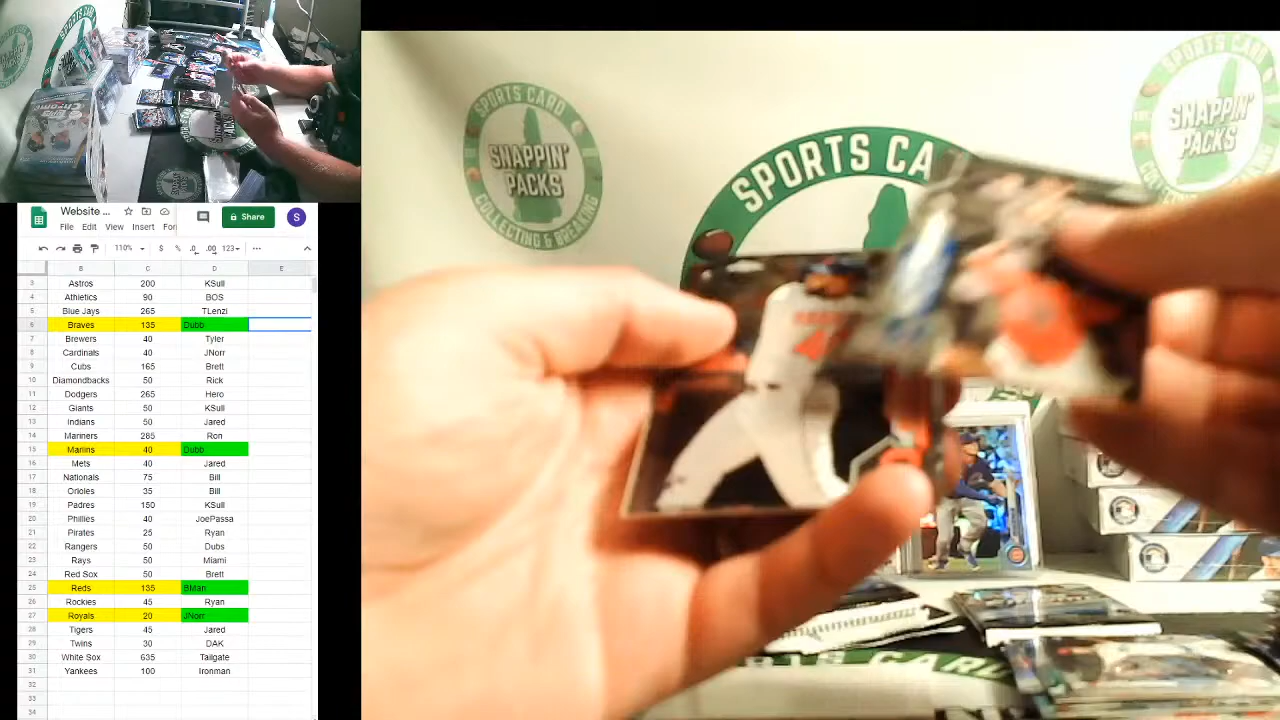 Website ...
Share
S
File Edit View Insert For
110% $ % .0 .00 123 ...
B C D E
3 Astros 200 KSull
4 Athletics 90 BOS
5 Blue Jays 265 TLenzi
6 Braves 135 Dubb
7 Brewers 40 Tyler
8 Cardinals 40 JNorr
9 Cubs 165 Brett
10 Diamondbacks 50 Rick
11 Dodgers 265 Hero
12 Giants 50 KSull
13 Indians 50 Jared
14 Mariners 285 Ron
15 Marlins 40 Dubb
16 Mets 40 Jared
17 Nationals 75 Bill
18 Orioles 35 Bill
19 Padres 150 KSull
20 Phillies 40 JoePassa
21 Pirates 25 Ryan
22 Rangers 50 Dubs
23 Rays 50 Miami
24 Red Sox 50 Brett
25 Reds 135 BMan
26 Rockies 45 Ryan
27 Royals 20 JNorr
28 Tigers 45 Jared
29 Twins 30 DAK
30 White Sox 635 Tailgate
31 Yankees 100 Ironman
32
33
34
SPORTS CARD
SNAPPIN'
PACKS
COLLECTING & BREAKING
SPORTS CA
SPORTS CARD
SNAPPIN'
PACKS
Chrome